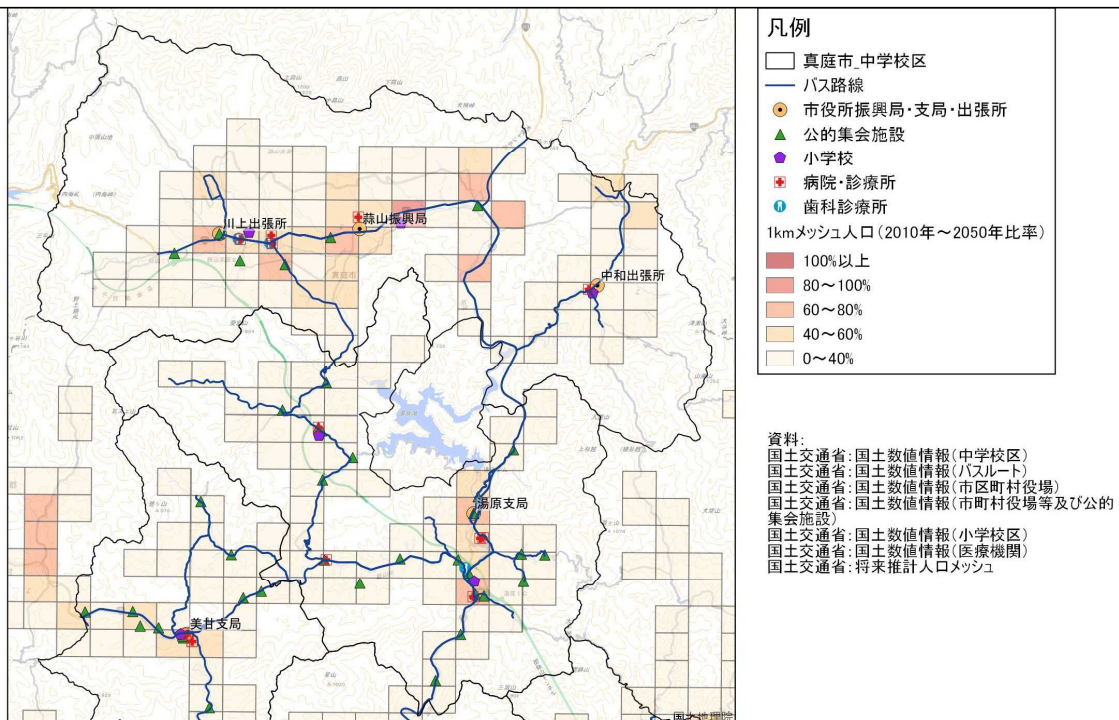 凡例
真庭市_中学校区
バス路線
市役所振興局・支局・出張所
公的集会施設
小学校
病院・診療所
歯科診療所
1kmメッシュ人口（2010年～2050年比率）
100％以上
80～100％
60～80％
40～60％
0～40％
資料:
国土交通省:国土数値情報（中学校区）
国土交通省:国土数値情報（バスルート）
国土交通省:国土数値情報（市区町村役場）
国土交通省:国土数値情報（市町村役場等及び公的
集会施設）
国土交通省:国土数値情報（小学校区）
国土交通省:国土数値情報（医療機関）
国土交通省:将来推計人口メッシュ
川上出張所
蒜山振興局
真庭市
中和出張所
湯原支局
美甘支局
国土地理院